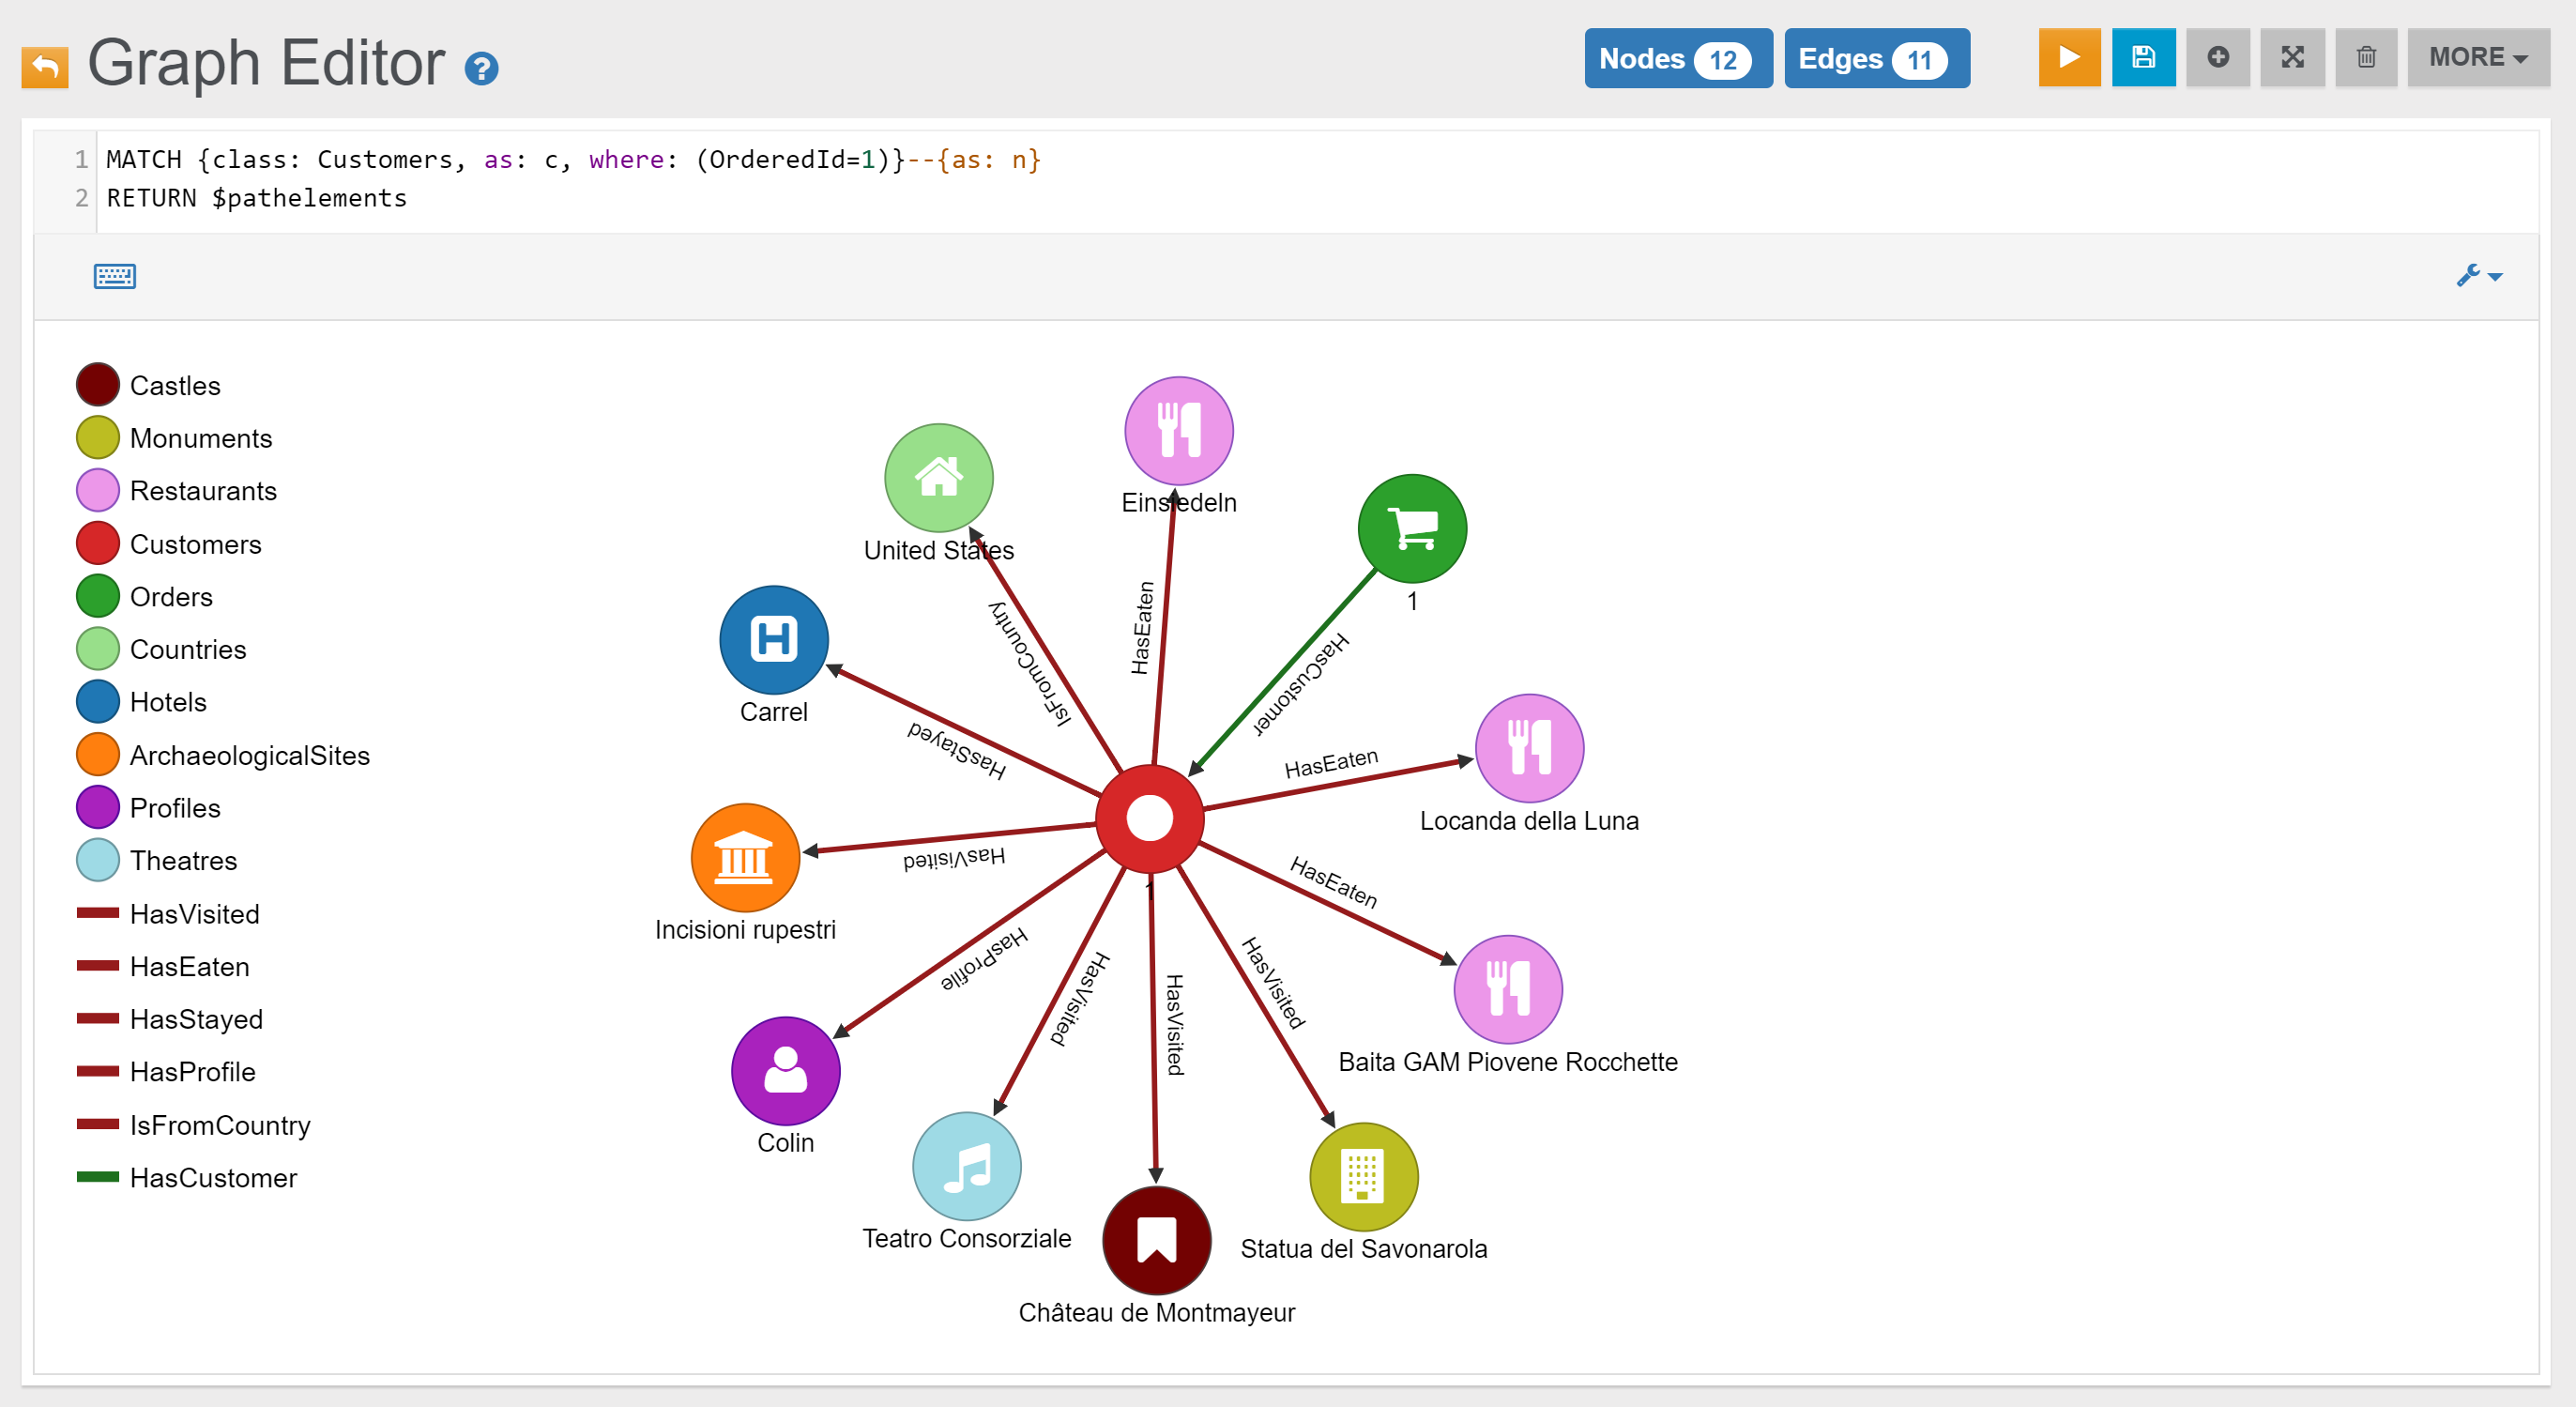 Graph Editor ?
Nodes 12
Edges 11
MORE
1 MATCH {class: Customers, as: c, where: (OrderedId=1)}--{as: n}
2 RETURN $pathelements
Castles
Monuments
Restaurants
Customers
Orders
Countries
Hotels
ArchaeologicalSites
Profiles
Theatres
HasVisited
HasEaten
HasStayed
HasProfile
IsFromCountry
HasCustomer
Einsiedeln
United States
1
HasEaten
IsFromCountry
HasCustomer
H
Carrel
HasStayed
HasEaten
Locanda della Luna
HasVisited
1
HasEaten
Incisioni rupestri
HasProfile
HasVisited
HasVisited
HasVisited
Baita GAM Piovene Rocchette
Colin
Teatro Consorziale
Statua del Savonarola
Château de Montmayeur